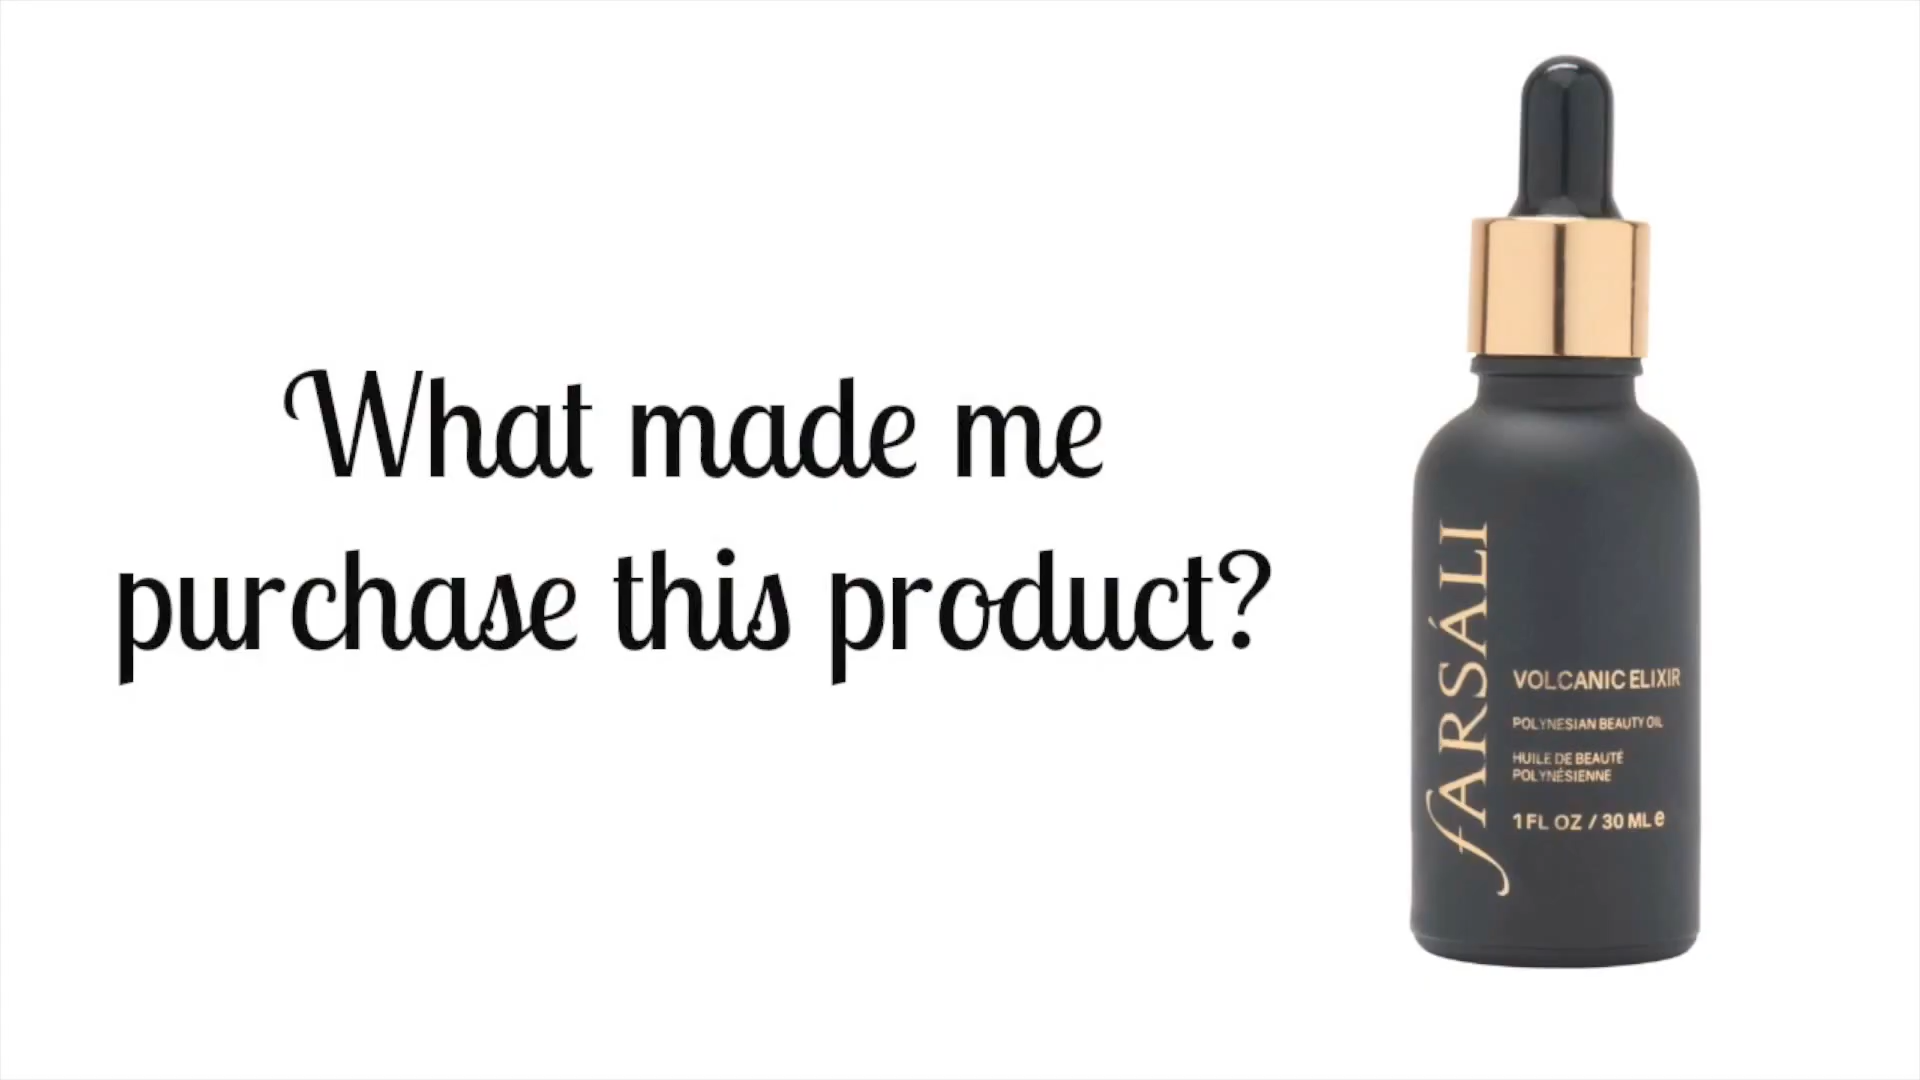 What made me
purchase this product?
fARSÁLI
VOLCANIC ELIXIR
POLYNESIAN BEAUTY OIL
HUILE DE BEAUTÉ
POLYNÉSIENNE
1 FL OZ / 30 ML e